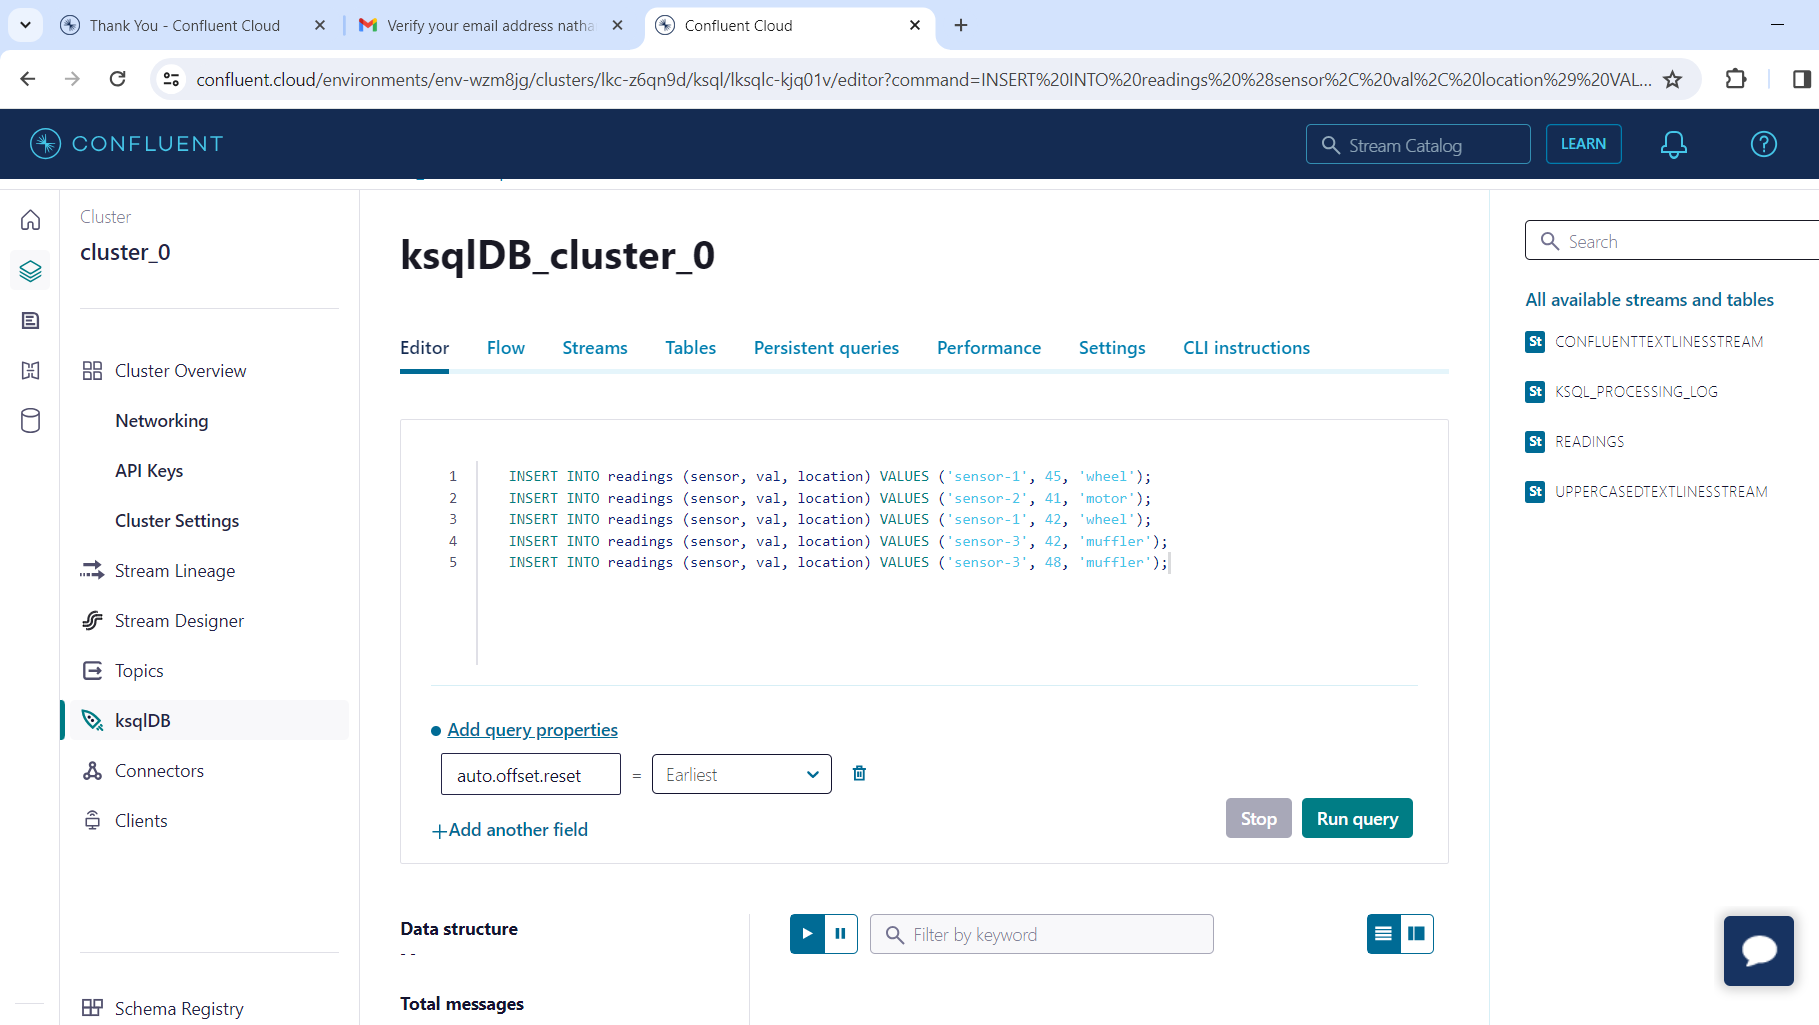 Thank You - Confluent Cloud
Verify your email address natha
Confluent Cloud
confluent.cloud/environments/env-wzm8jg/clusters/lkc-z6qn9d/ksql/lksqlc-kjq01v/editor?command=INSERT%20INTO%20readings%20%28sensor%2C%20val%2C%20location%29%20VAL...
CONFLUENT
Stream Catalog
LEARN
Cluster
cluster_0
Cluster Overview
Networking
API Keys
Cluster Settings
Stream Lineage
Stream Designer
Topics
ksqlDB
Connectors
Clients
Schema Registry
ksqlDB_cluster_0
Editor
Flow
Streams
Tables
Persistent queries
Performance
Settings
CLI instructions
1 INSERT INTO readings (sensor, val, location) VALUES ('sensor-1', 45, 'wheel');
2 INSERT INTO readings (sensor, val, location) VALUES ('sensor-2', 41, 'motor');
3 INSERT INTO readings (sensor, val, location) VALUES ('sensor-1', 42, 'wheel');
4 INSERT INTO readings (sensor, val, location) VALUES ('sensor-3', 42, 'muffler');
5 INSERT INTO readings (sensor, val, location) VALUES ('sensor-3', 48, 'muffler');
Add query properties
auto.offset.reset = Earliest
+Add another field
Stop
Run query
Data structure
--
Total messages
Filter by keyword
Search
All available streams and tables
St CONFLUENTTEXTLINESSTREAM
St KSQL_PROCESSING_LOG
St READINGS
St UPPERCASEDTEXTLINESSTREAM